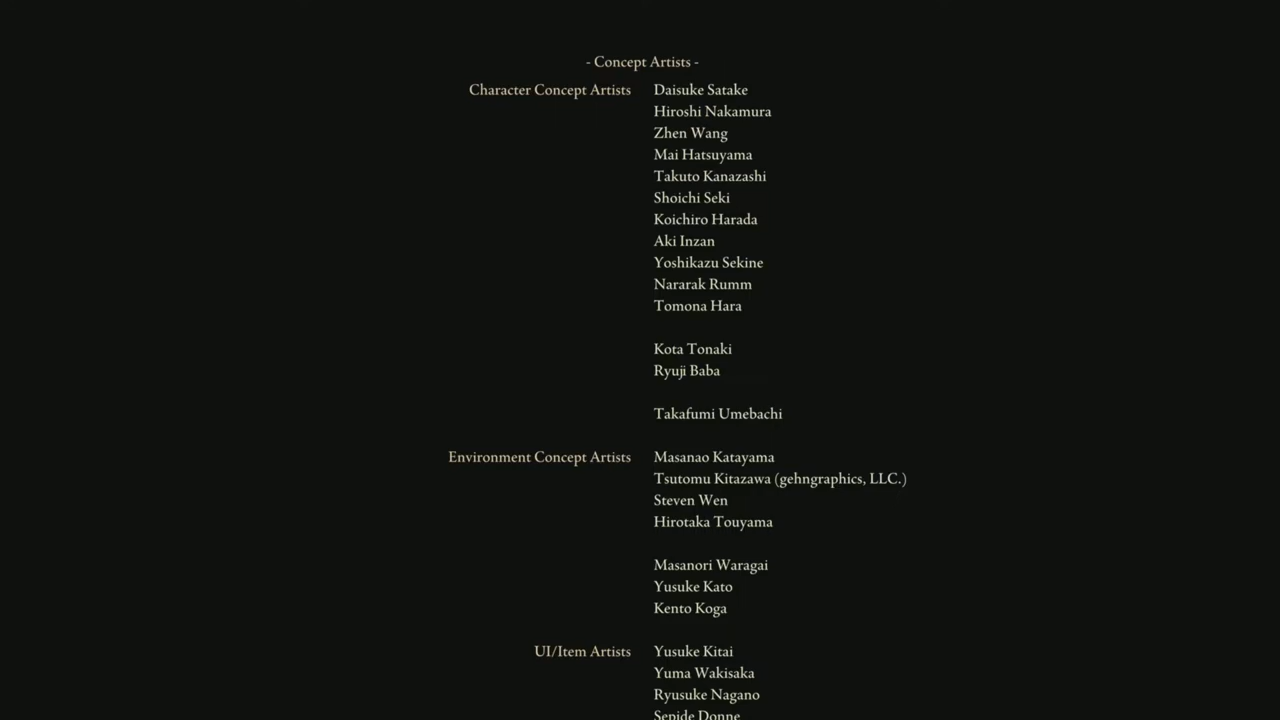 - Concept Artists -
Character Concept Artists Daisuke Satake
Hiroshi Nakamura
Zhen Wang
Mai Hatsuyama
Takuto Kanazashi
Shoichi Seki
Koichiro Harada
Aki Inzan
Yoshikazu Sekine
Nararak Rumm
Tomona Hara
Kota Tonaki
Ryuji Baba
Takafumi Umebachi
Environment Concept Artists Masanao Katayama
Tsutomu Kitazawa (gehngraphics, LLC.)
Steven Wen
Hirotaka Touyama
Masanori Waragai
Yusuke Kato
Kento Koga
UI/Item Artists Yusuke Kitai
Yuma Wakisaka
Ryusuke Nagano
Sepide Donne